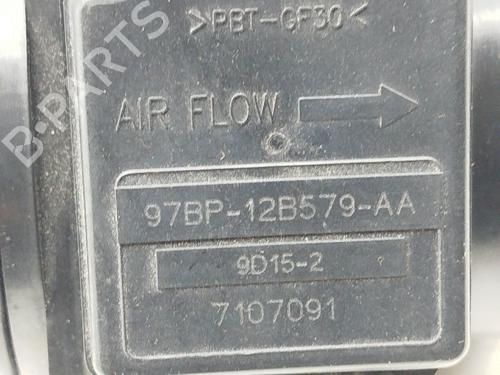 >PBT-GF30<
AIR FLOW
97BP-12B579-AA
9D15-2
7107091
B-PARTS